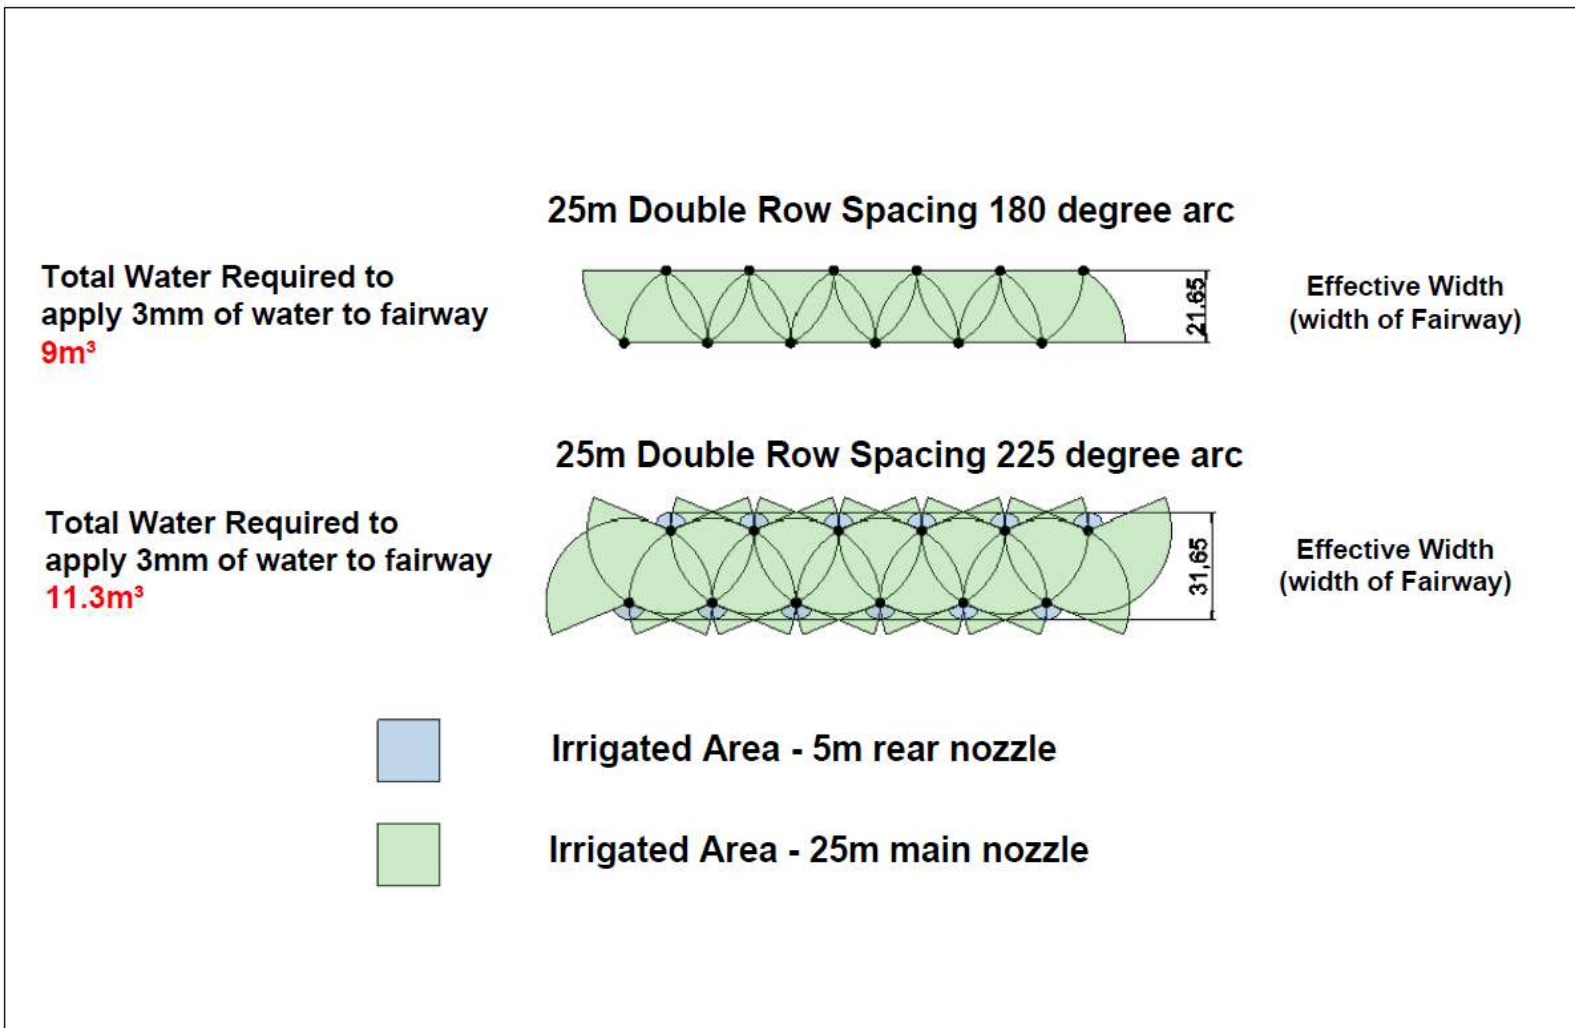 25m Double Row Spacing 180 degree arc
Total Water Required to
apply 3mm of water to fairway
9m³
21.65
Effective Width
(width of Fairway)
25m Double Row Spacing 225 degree arc
Total Water Required to
apply 3mm of water to fairway
11.3m³
31,65
Effective Width
(width of Fairway)
Irrigated Area - 5m rear nozzle
Irrigated Area - 25m main nozzle